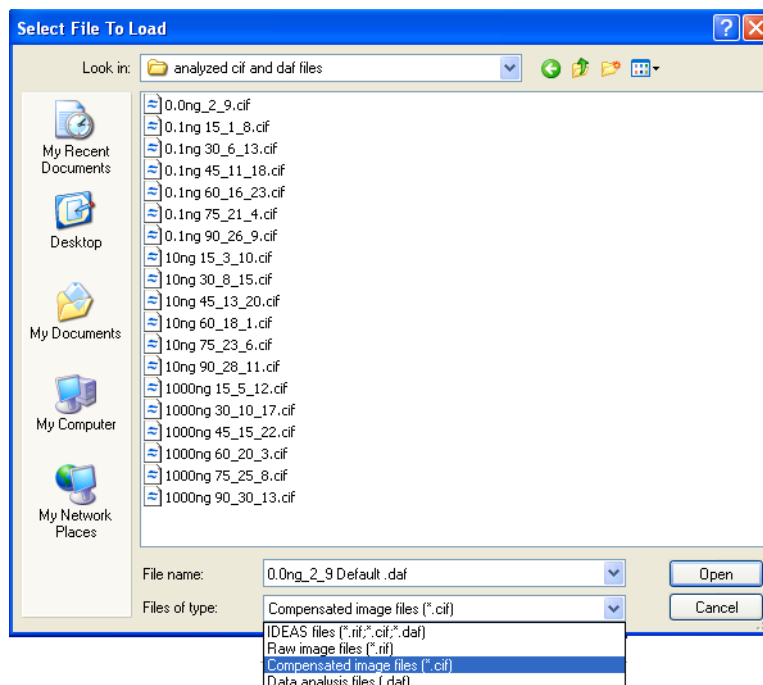 Select File To Load
Look in: analyzed cif and daf files
My Recent
Documents
Desktop
My Documents
My Computer
My Network
Places
0.0ng_2_9.cif
0.1ng 15_1_8.cif
0.1ng 30_6_13.cif
0.1ng 45_11_18.cif
0.1ng 60_16_23.cif
0.1ng 75_21_4.cif
0.1ng 90_26_9.cif
10ng 15_3_10.cif
10ng 30_8_15.cif
10ng 45_13_20.cif
10ng 60_18_1.cif
10ng 75_23_6.cif
10ng 90_28_11.cif
1000ng 15_5_12.cif
1000ng 30_10_17.cif
1000ng 45_15_22.cif
1000ng 60_20_3.cif
1000ng 75_25_8.cif
1000ng 90_30_13.cif
File name: 0.0ng_2_9 Default .daf Open
Files of type: Compensated image files (*.cif) Cancel
IDEAS files (*.rif;*.cif;*.daf)
Raw image files (*.rif)
Compensated image files (*.cif)
Data analysis files (.daf)